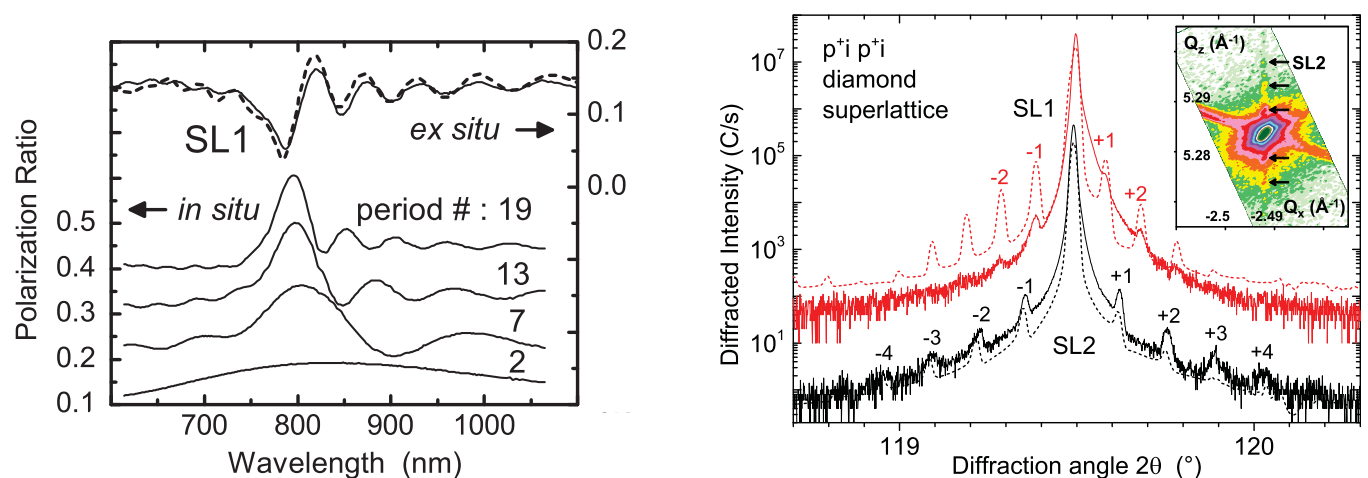 0.2
0.1
0.0
SL1
ex situ
in situ
period # : 19
13
7
2
0.5
0.4
0.3
0.2
0.1
Polarization Ratio
700
800
900
1000
Wavelength (nm)
p⁺i p⁺i
diamond
superlattice
SL1
-2
-1
+1
+2
SL2
-4
-3
-2
-1
+1
+2
+3
+4
10⁷
10⁵
10³
10¹
Diffracted Intensity (C/s)
119
120
Diffraction angle 2θ (°)
Qz (Å⁻¹)
SL2
5.29
5.28
Qx (Å⁻¹)
-2.5
-2.49